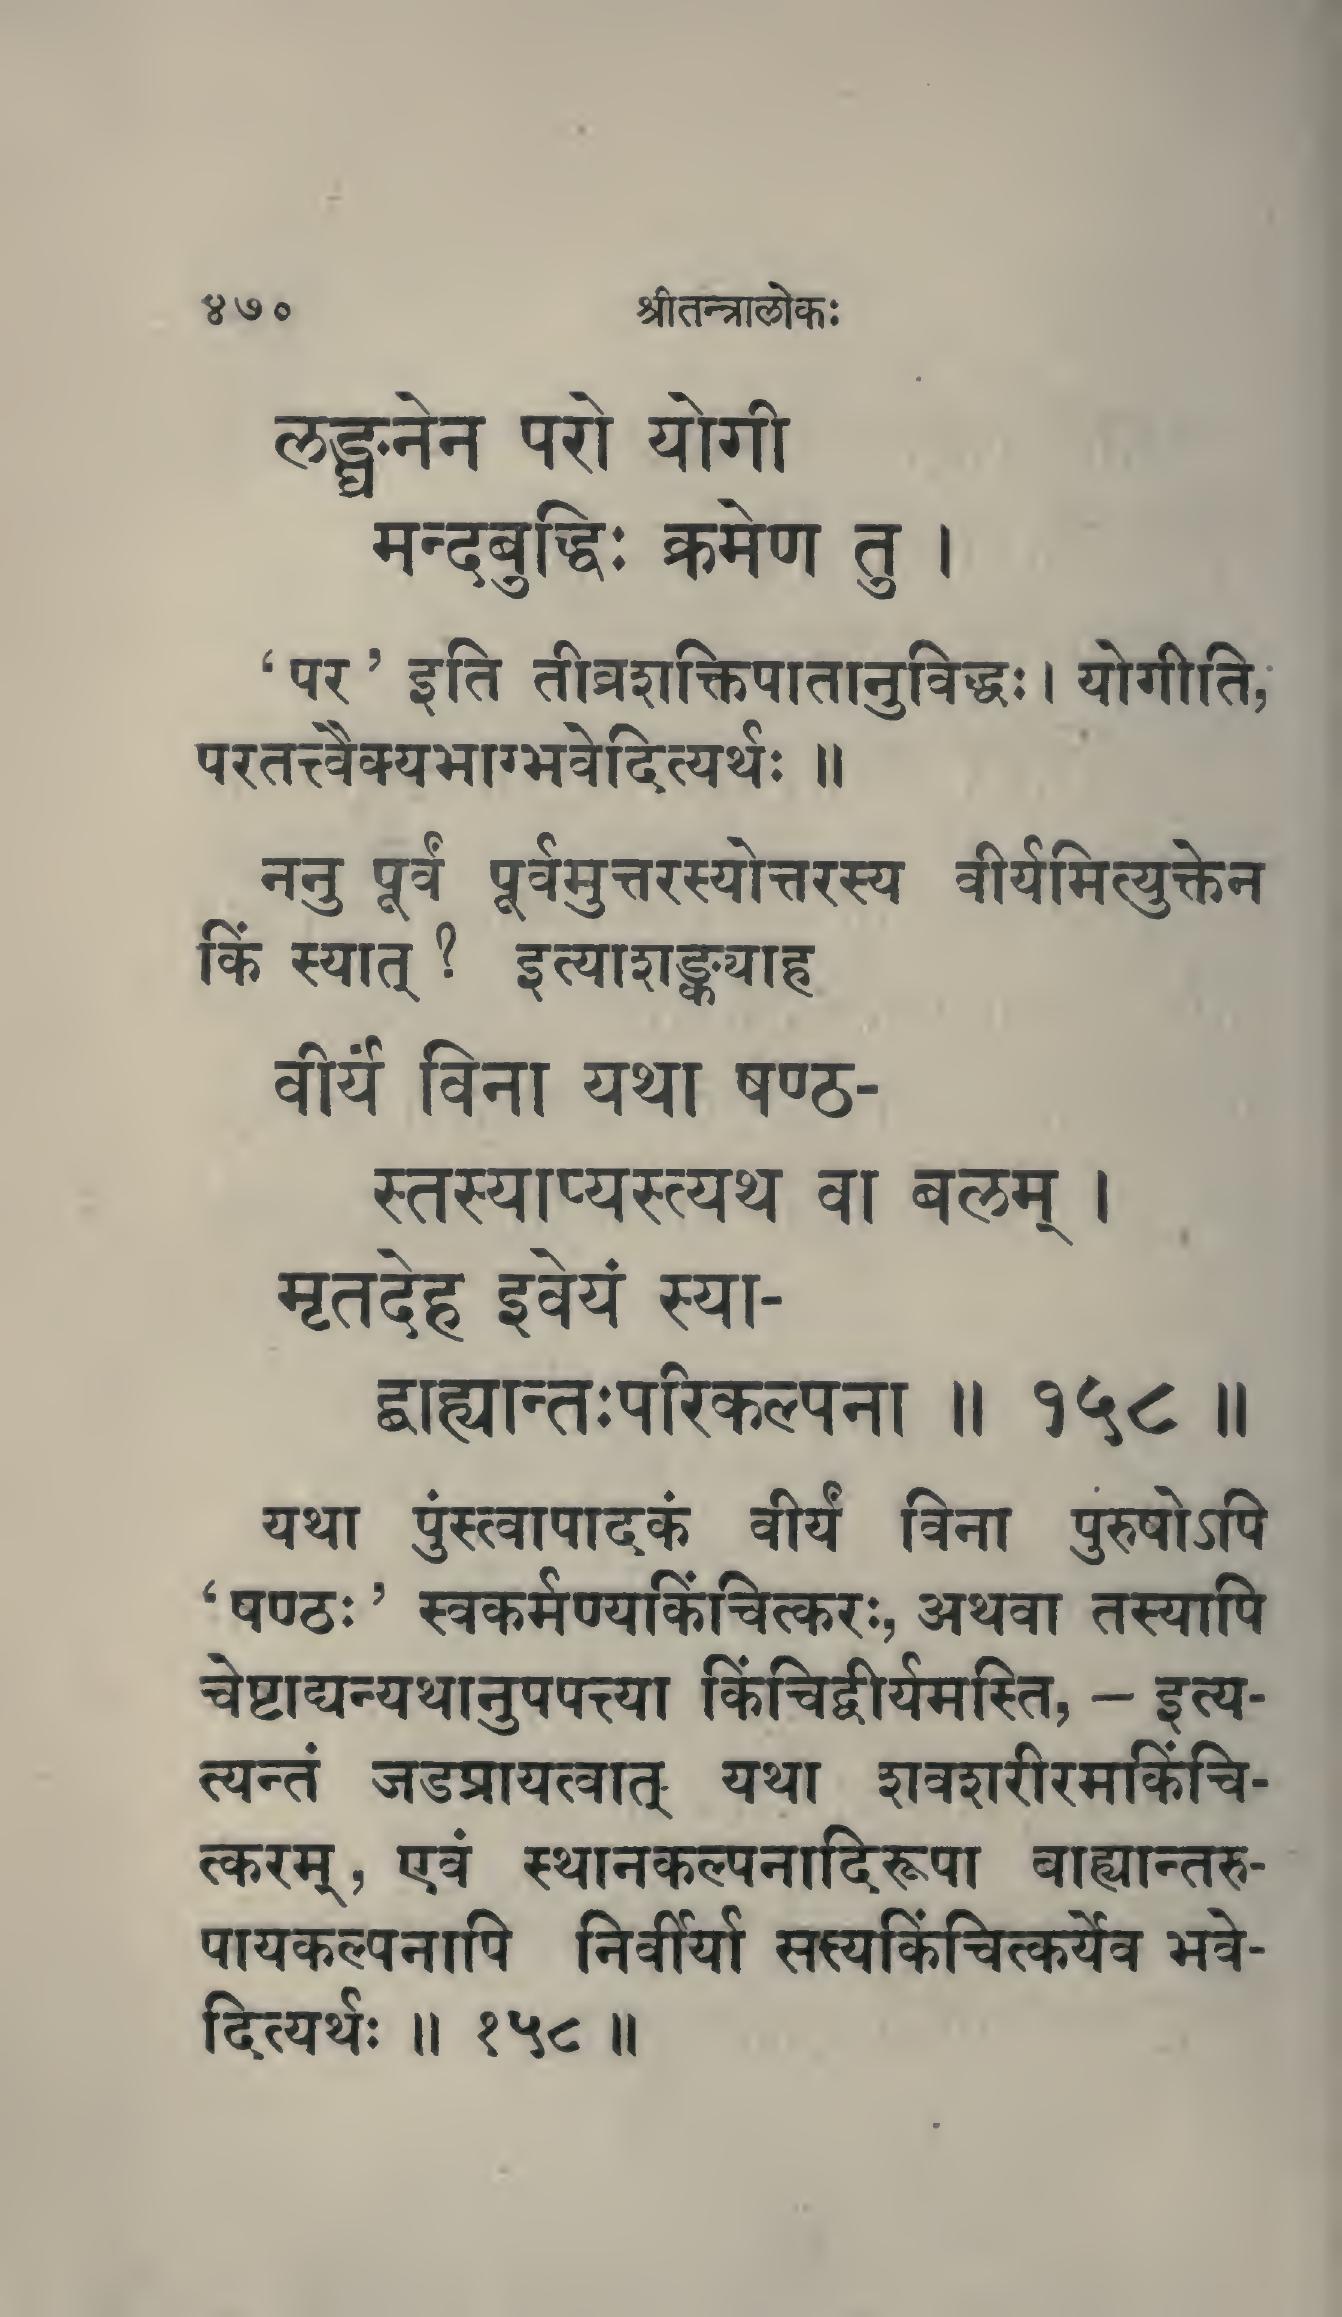 ४७० श्रीतन्त्रालोकः
लङ्घनेन परो योगी
मन्दबुद्धिः क्रमेण तु ।
‘पर’ इति तीव्रशक्तिपातानुविद्धः। योगीति,
परतत्त्वैक्यभाग्भवेदित्यर्थः ॥
ननु पूर्वं पूर्वमुत्तरस्योत्तरस्य वीर्यमित्युक्तेन
किं स्यात् ? इत्याशङ्क्याह
वीर्यं विना यथा षण्ठ-
स्तस्याप्यस्त्यथ वा बलम् ।
मृतदेह इवेयं स्या-
द्बाह्यान्तःपरिकल्पना ॥ १५८ ॥
यथा पुंस्त्वापादकं वीर्यं विना पुरुषोऽपि
‘षण्ठः’ स्वकर्मण्यकिंचित्करः, अथवा तस्यापि
चेष्टाद्यन्यथानुपपत्त्या किंचिद्वीर्यमस्ति, — इत्य-
त्यन्तं जडप्रायत्वात् यथा शवशरीरमकिंचि-
त्करम्, एवं स्थानकल्पनादिरूपा बाह्यान्तरु-
पायकल्पनापि निर्वीर्या सत्यकिंचित्कर्येव भवे-
दित्यर्थः ॥ १५८ ॥